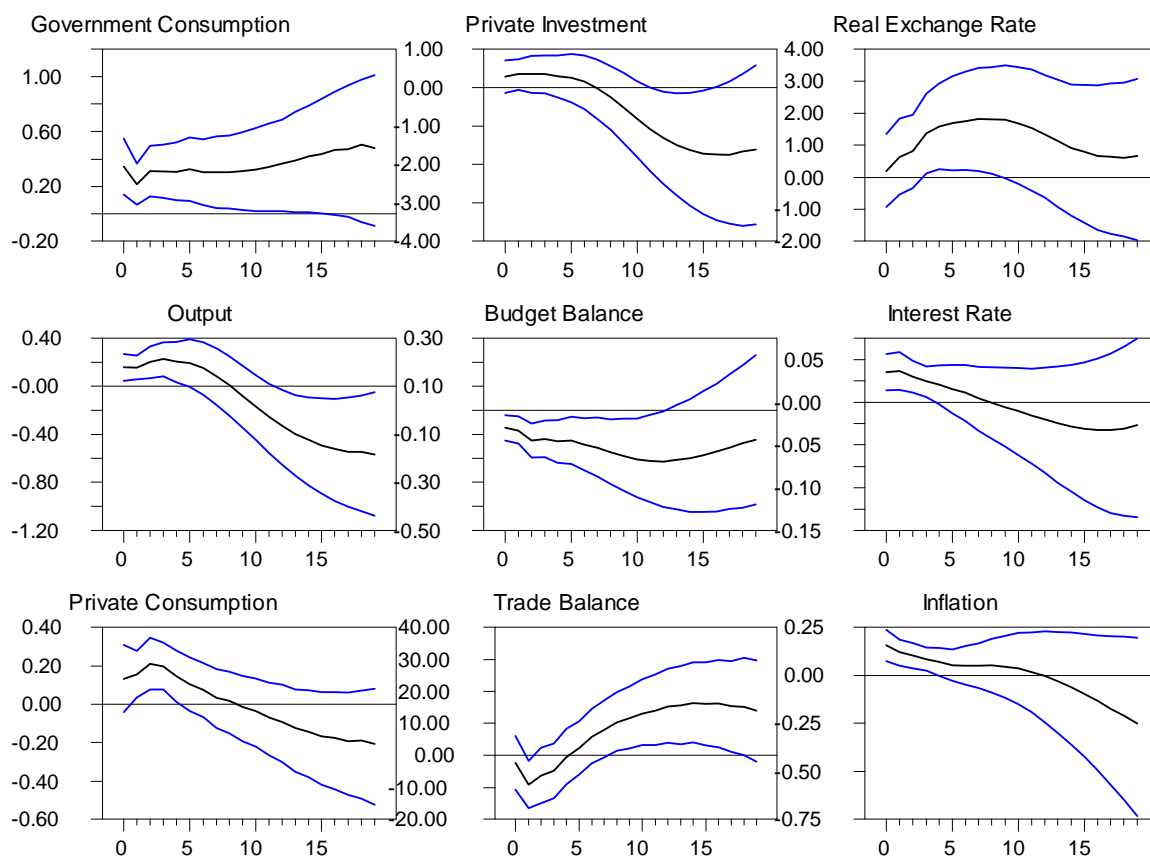 Government Consumption
1.00
0.60
0.20
-0.20
0 5 10 15
Private Investment
1.00
0.00
-1.00
-2.00
-3.00
-4.00
0 5 10 15
Real Exchange Rate
4.00
3.00
2.00
1.00
0.00
-1.00
-2.00
0 5 10 15
Output
0.40
-0.00
-0.40
-0.80
-1.20
0 5 10 15
Budget Balance
0.30
0.10
-0.10
-0.30
-0.50
0 5 10 15
Interest Rate
0.05
-0.00
-0.05
-0.10
-0.15
0 5 10 15
Private Consumption
0.40
0.20
0.00
-0.20
-0.40
-0.60
0 5 10 15
Trade Balance
40.00
30.00
20.00
10.00
0.00
-10.00
-20.00
0 5 10 15
Inflation
0.25
0.00
-0.25
-0.50
-0.75
0 5 10 15